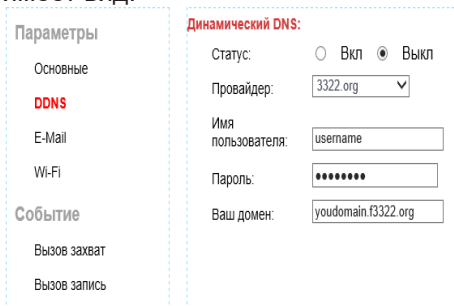 Параметры
Основные
DDNS
E-Mail
Wi-Fi
Событие
Вызов захват
Вызов запись
Динамический DNS:
Статус: Вкл Выкл
Провайдер: 3322.org
Имя
пользователя: username
Пароль: ••••••••
Ваш домен: youdomain.f3322.org